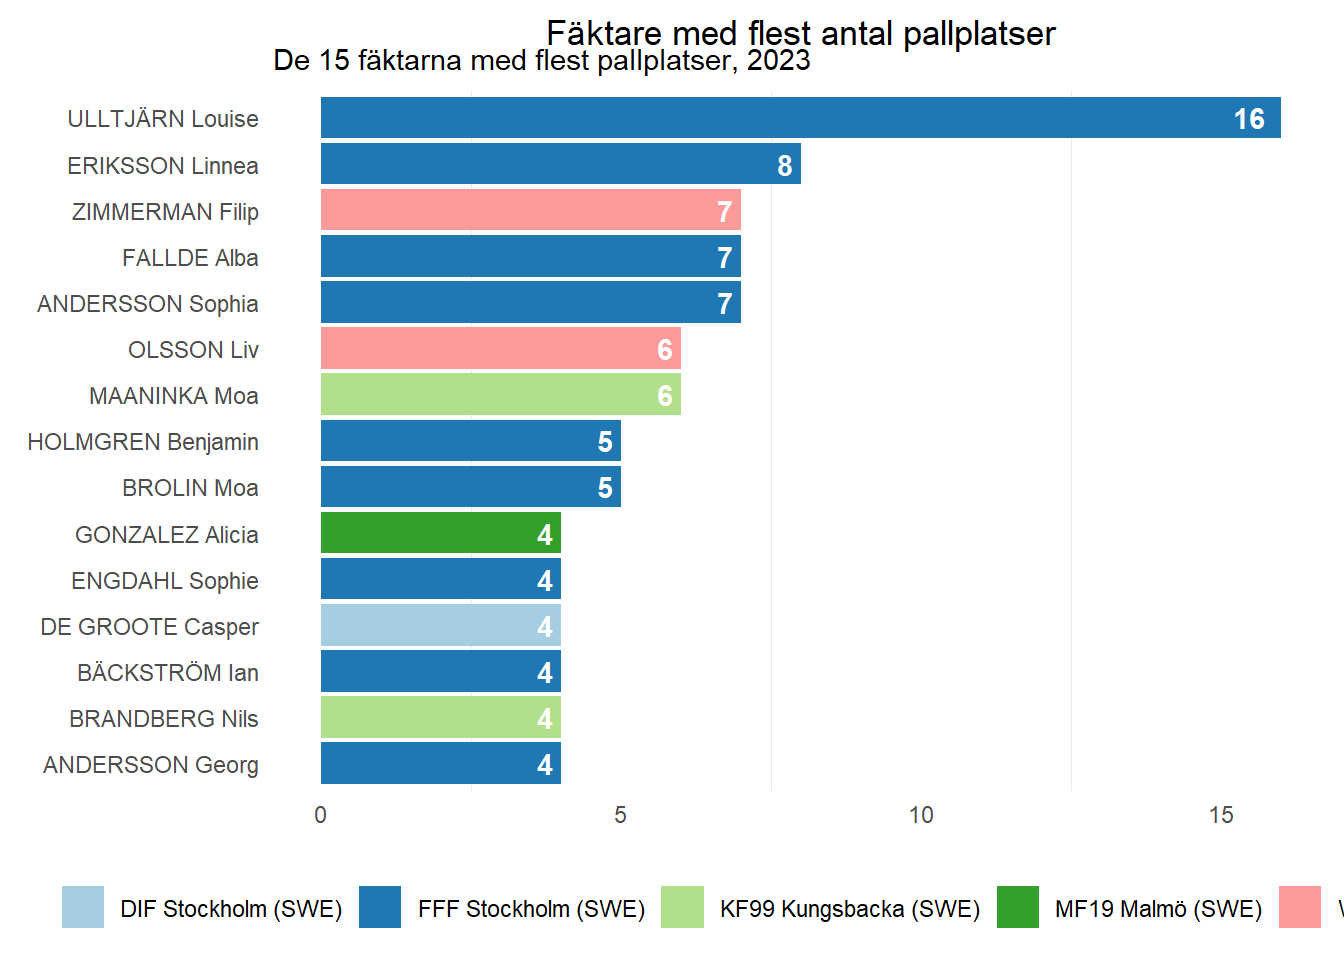 Fäktare med flest antal pallplatser
De 15 fäktarna med flest pallplatser, 2023
ULLTJÄRN Louise 16
ERIKSSON Linnea 8
ZIMMERMAN Filip 7
FALLDE Alba 7
ANDERSSON Sophia 7
OLSSON Liv 6
MAANINKA Moa 6
HOLMGREN Benjamin 5
BROLIN Moa 5
GONZALEZ Alicia 4
ENGDAHL Sophie 4
DE GROOTE Casper 4
BÄCKSTRÖM Ian 4
BRANDBERG Nils 4
ANDERSSON Georg 4
0 5 10 15
DIF Stockholm (SWE) FFF Stockholm (SWE) KF99 Kungsbacka (SWE) MF19 Malmö (SWE)